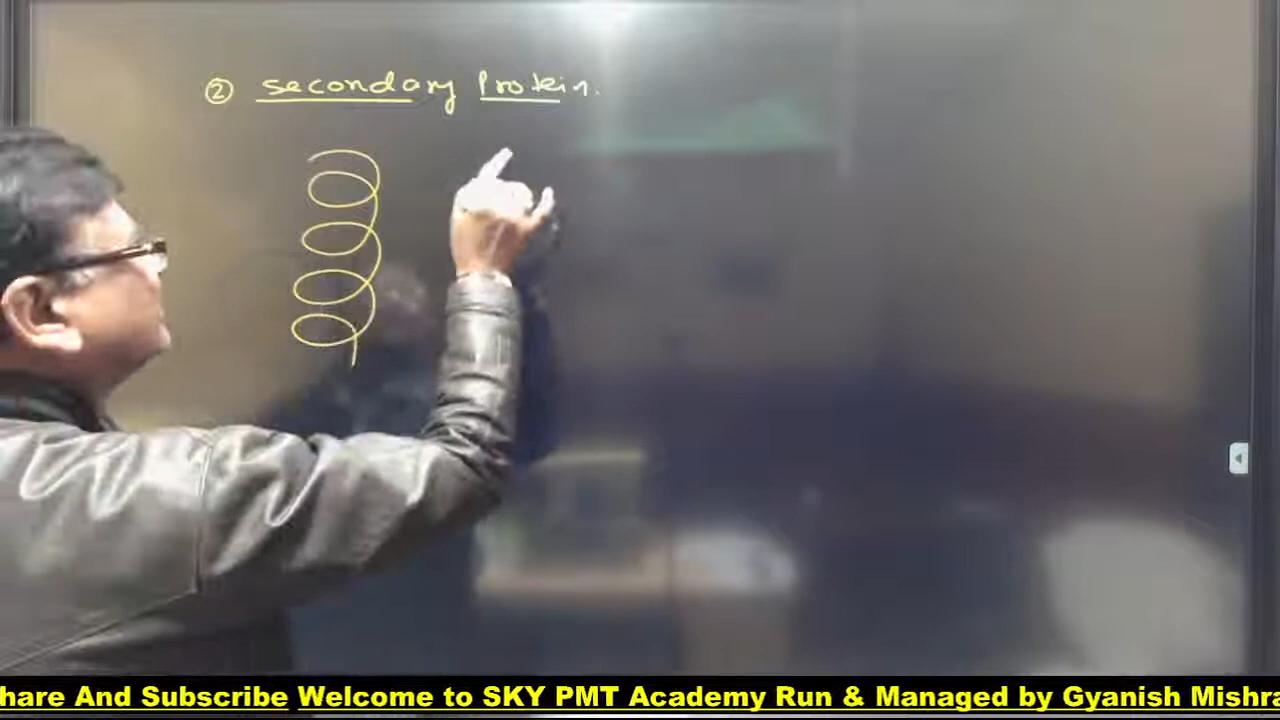 ② secondary Protein.
hare And Subscribe Welcome to SKY PMT Academy Run & Managed by Gyanish Mishra